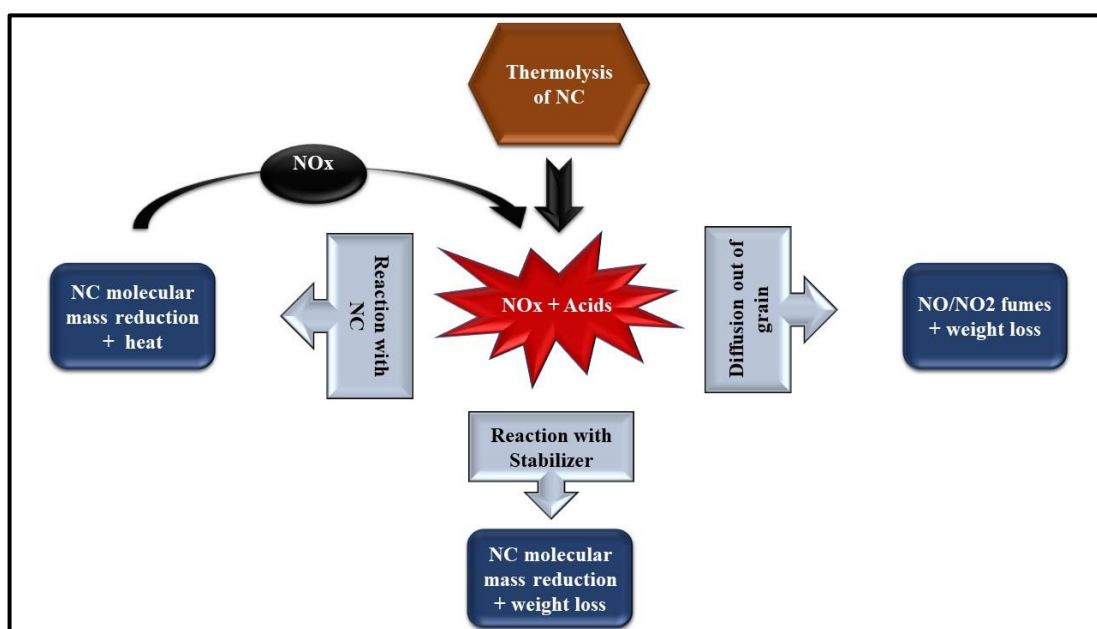 Thermolysis
of NC
NOx
NC molecular
mass reduction
+ heat
Reaction with
NC
NOx + Acids
Diffusion out of
grain
NO/NO2 fumes
+ weight loss
Reaction with
Stabilizer
NC molecular
mass reduction
+ weight loss